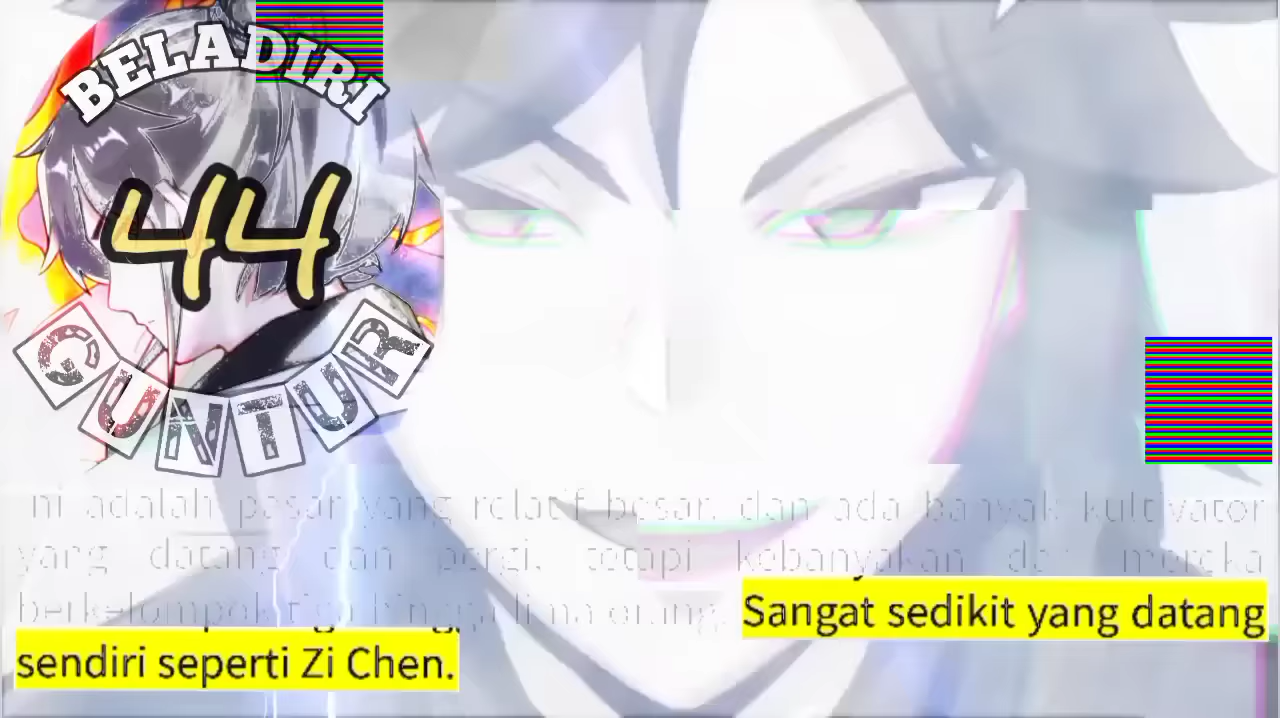 BELADIRI
44
GUNTUR
ni adalah pasar yang relatif besar. dan ada banyak kultivator
yang datang dan pergi. tetapi kebanyakan dari mereka
berkelompok tiga hingga lima orang. Sangat sedikit yang datang
sendiri seperti Zi Chen.